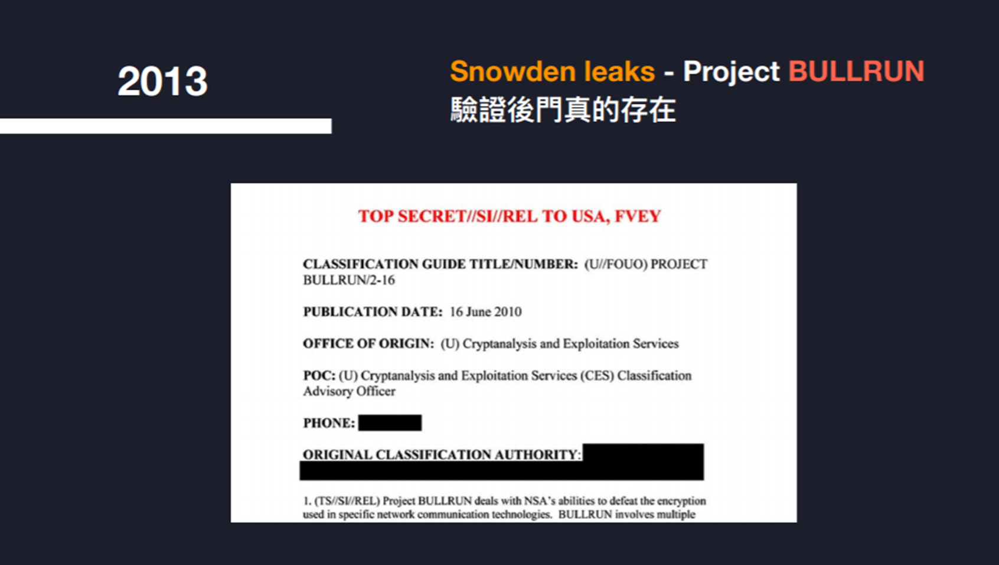 2013
Snowden leaks - Project BULLRUN
驗證後門真的存在
TOP SECRET//SI//REL TO USA, FVEY
CLASSIFICATION GUIDE TITLE/NUMBER: (U//FOUO) PROJECT
BULLRUN/2-16
PUBLICATION DATE: 16 June 2010
OFFICE OF ORIGIN: (U) Cryptanalysis and Exploitation Services
POC: (U) Cryptanalysis and Exploitation Services (CES) Classification
Advisory Officer
PHONE:
ORIGINAL CLASSIFICATION AUTHORITY:
1. (TS//SI//REL) Project BULLRUN deals with NSA's abilities to defeat the encryption
used in specific network communication technologies. BULLRUN involves multiple